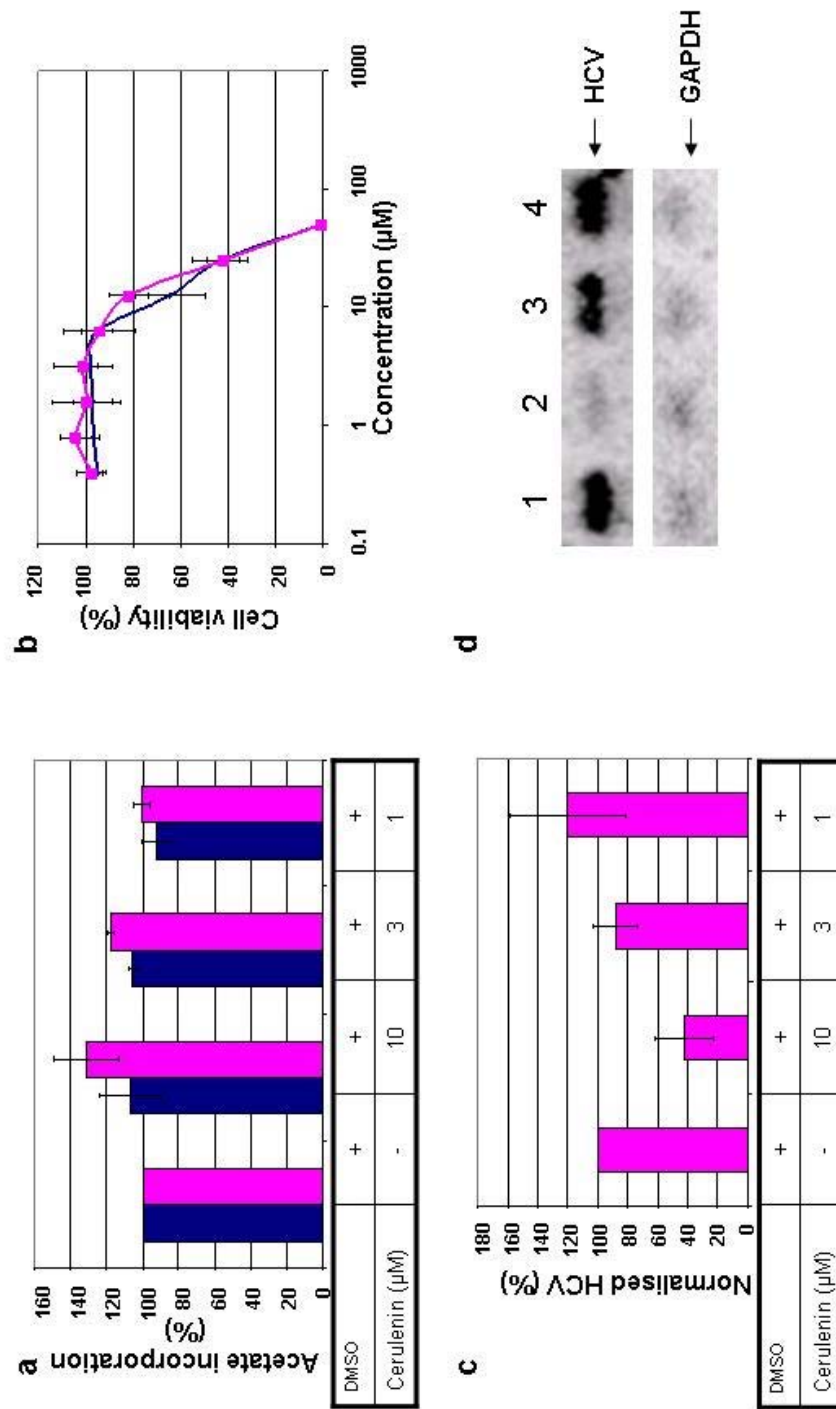 a
Acetate incorporation
(%)
160
140
120
100
80
60
40
20
0
DMSO + + + +
Cerulenin (µM) - 10 3 1
b
Cell viability (%)
120
100
80
60
40
20
0
0.1 1 10 100 1000
Concentration (µM)
c
Normalised HCV (%)
180
160
140
120
100
80
60
40
20
0
DMSO + + + +
Cerulenin (µM) - 10 3 1
d
1 2 3 4
HCV
GAPDH